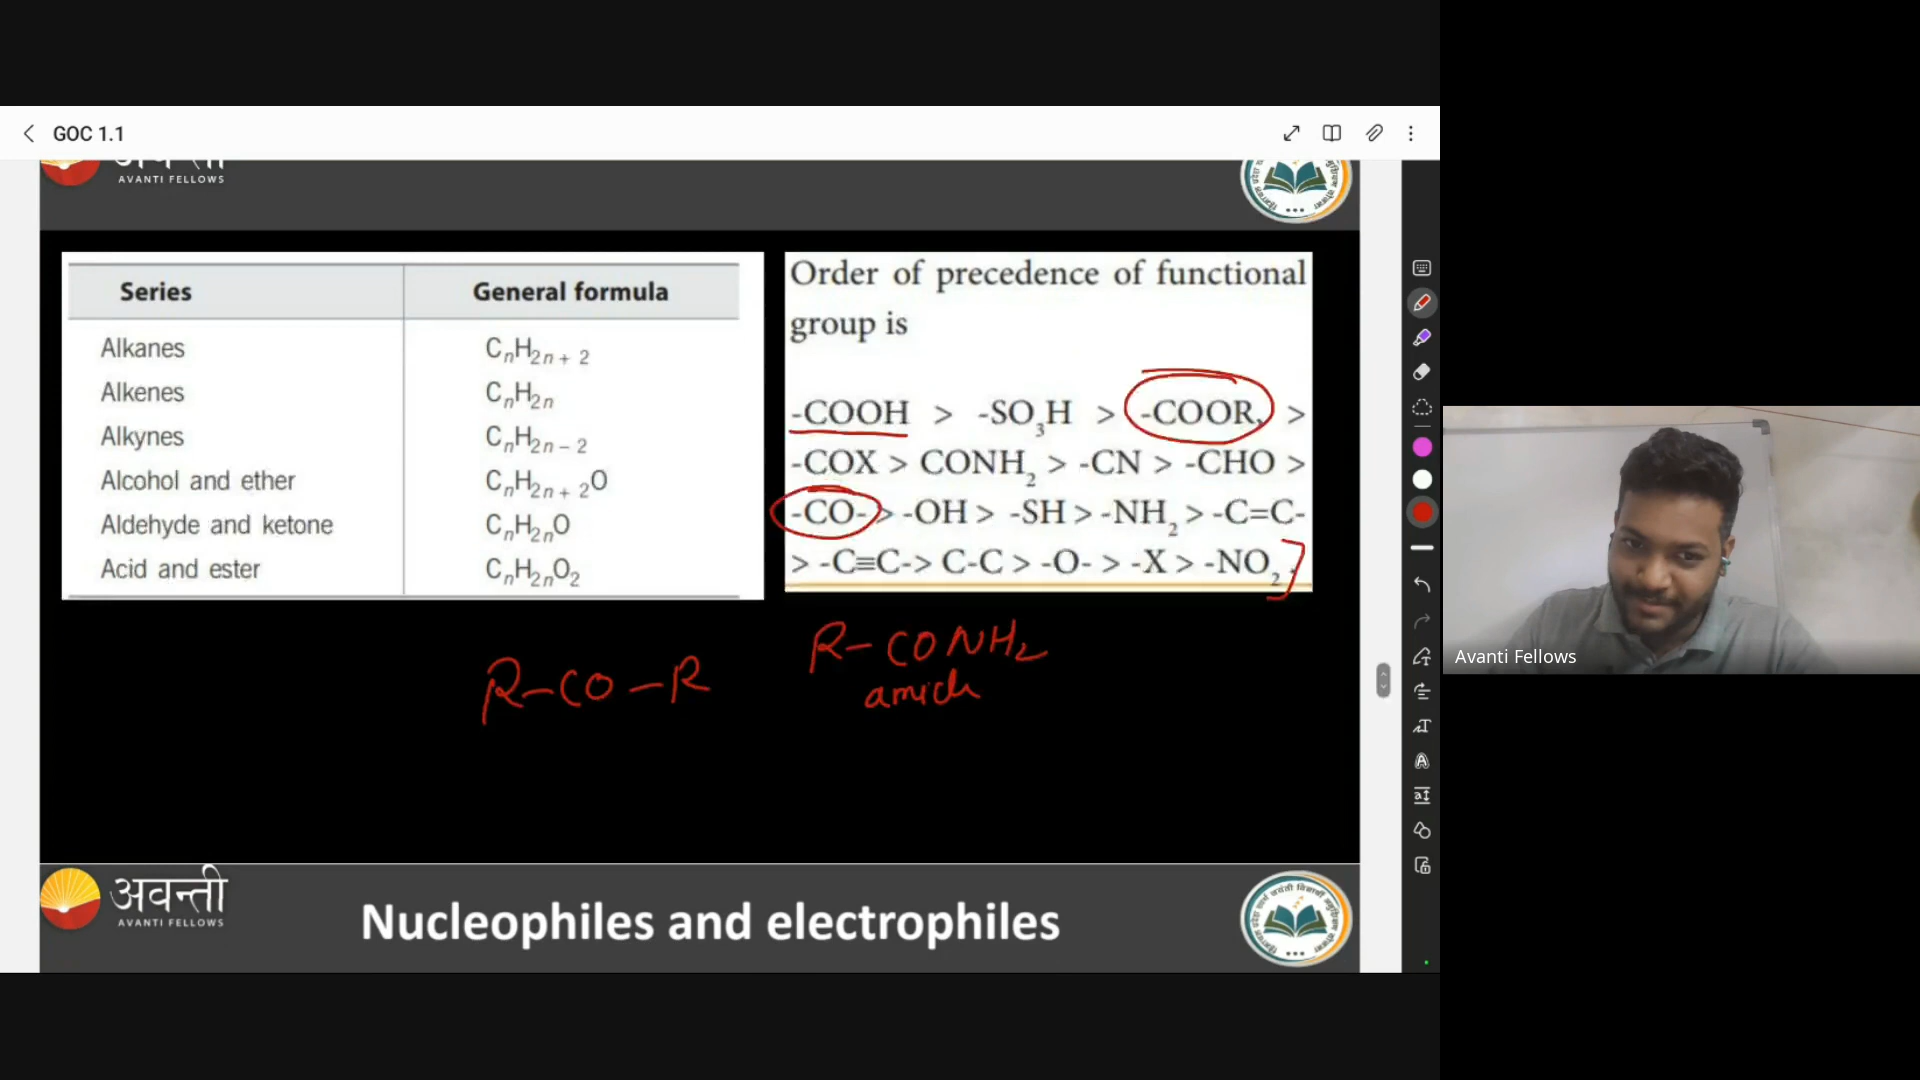 GOC 1.1
अवन्ती
AVANTI FELLOWS
Series General formula
Alkanes CnH2n + 2
Alkenes CnH2n
Alkynes CnH2n − 2
Alcohol and ether CnH2n + 2O
Aldehyde and ketone CnH2nO
Acid and ester CnH2nO2
Order of precedence of functional
group is
-COOH > -SO3H > -COOR, >
-COX > CONH2 > -CN > -CHO >
-CO- > -OH > -SH > -NH2 > -C=C-
> -C≡C-> C-C > -O- > -X > -NO2
R-CO-R
R-CONH2
amide
Avanti Fellows
अवन्ती
AVANTI FELLOWS
Nucleophiles and electrophiles